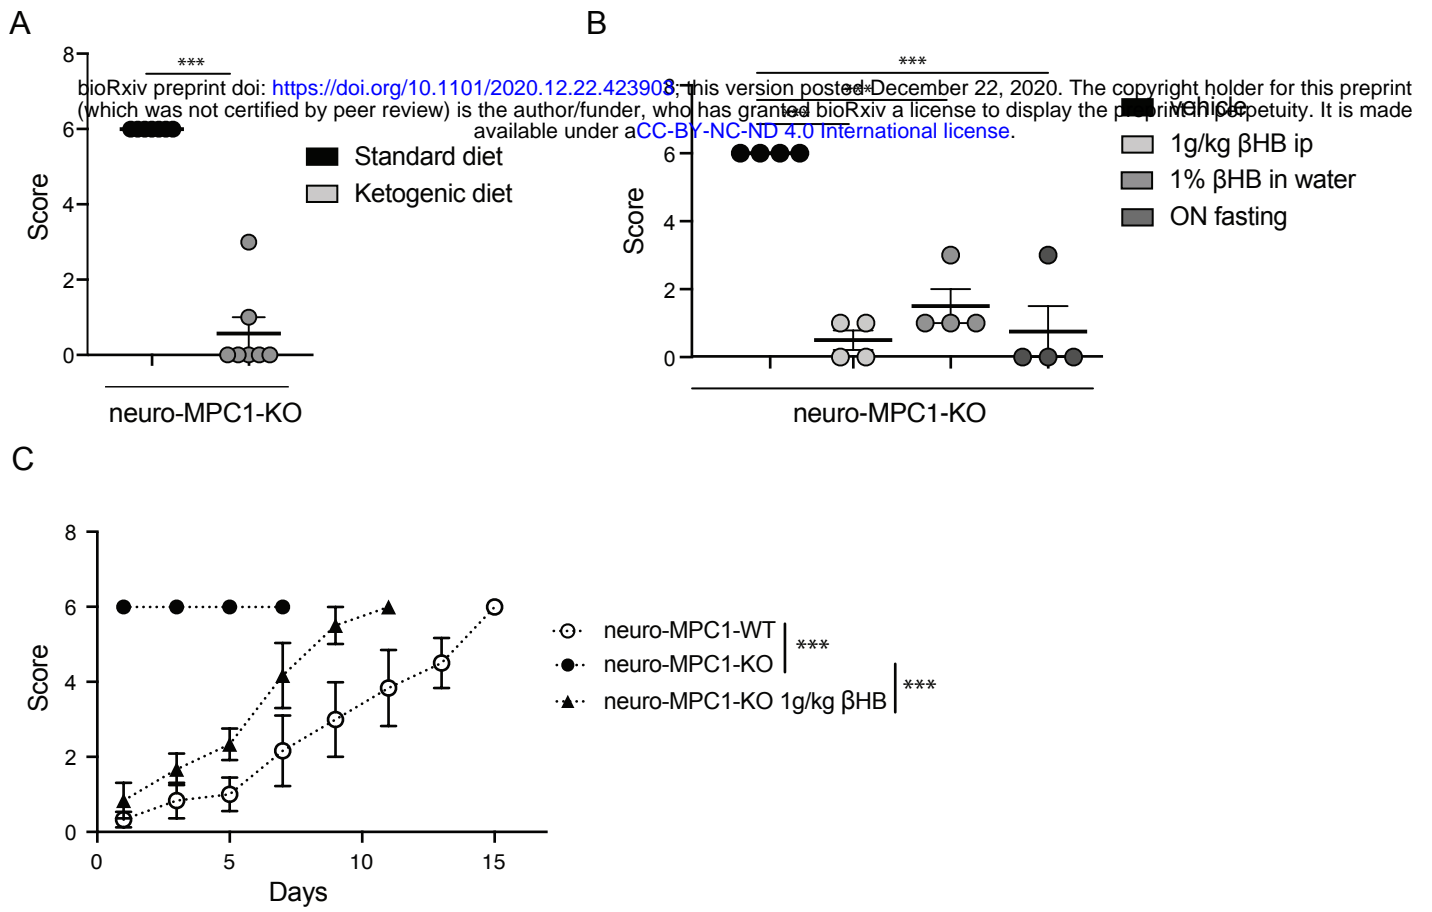 A
B
8
***
***
bioRxiv preprint doi: https://doi.org/10.1101/2020.12.22.423908; this version posted December 22, 2020. The copyright holder for this preprint
(which was not certified by peer review) is the author/funder, who has granted bioRxiv a license to display the preprint in perpetuity. It is made
available under aCC-BY-NC-ND 4.0 International license.
8
***
***
vehicle
6
Standard diet
Ketogenic diet
6
1g/kg βHB ip
1% βHB in water
ON fasting
Score
4
2
0
Score
4
2
0
neuro-MPC1-KO
neuro-MPC1-KO
C
8
6
4
2
0
Score
0
5
10
15
Days
neuro-MPC1-WT
neuro-MPC1-KO
neuro-MPC1-KO 1g/kg βHB
***
***